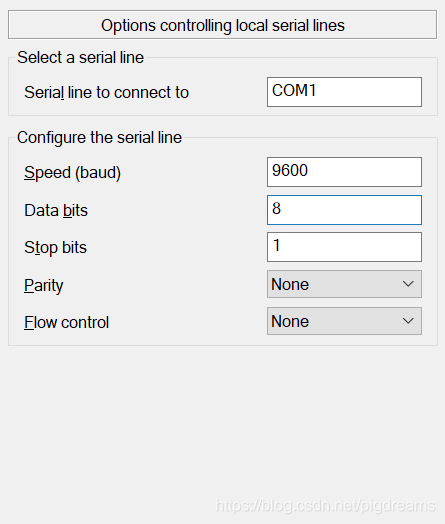 Options controlling local serial lines
Select a serial line
Serial line to connect to COM1
Configure the serial line
Speed (baud) 9600
Data bits 8
Stop bits 1
Parity None
Flow control None
https://blog.csdn.net/pigdreams